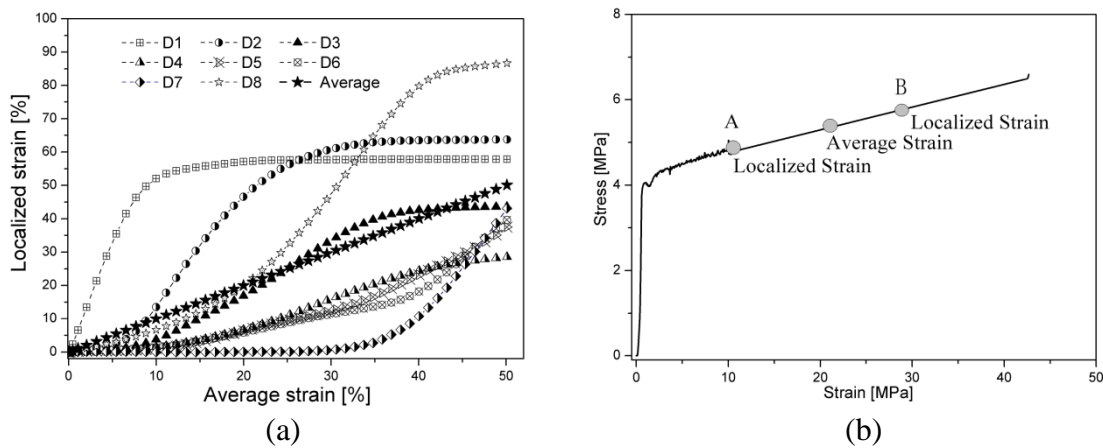 100
90
80
70
60
50
40
30
20
10
0
Localized strain [%]
D1 D2 D3
D4 D5 D6
D7 D8 Average
0 10 20 30 40 50
Average strain [%]
(a)
8
6
4
2
0
Stress [MPa]
A
B
Localized Strain
Average Strain
Localized Strain
0 10 20 30 40 50
Strain [MPa]
(b)